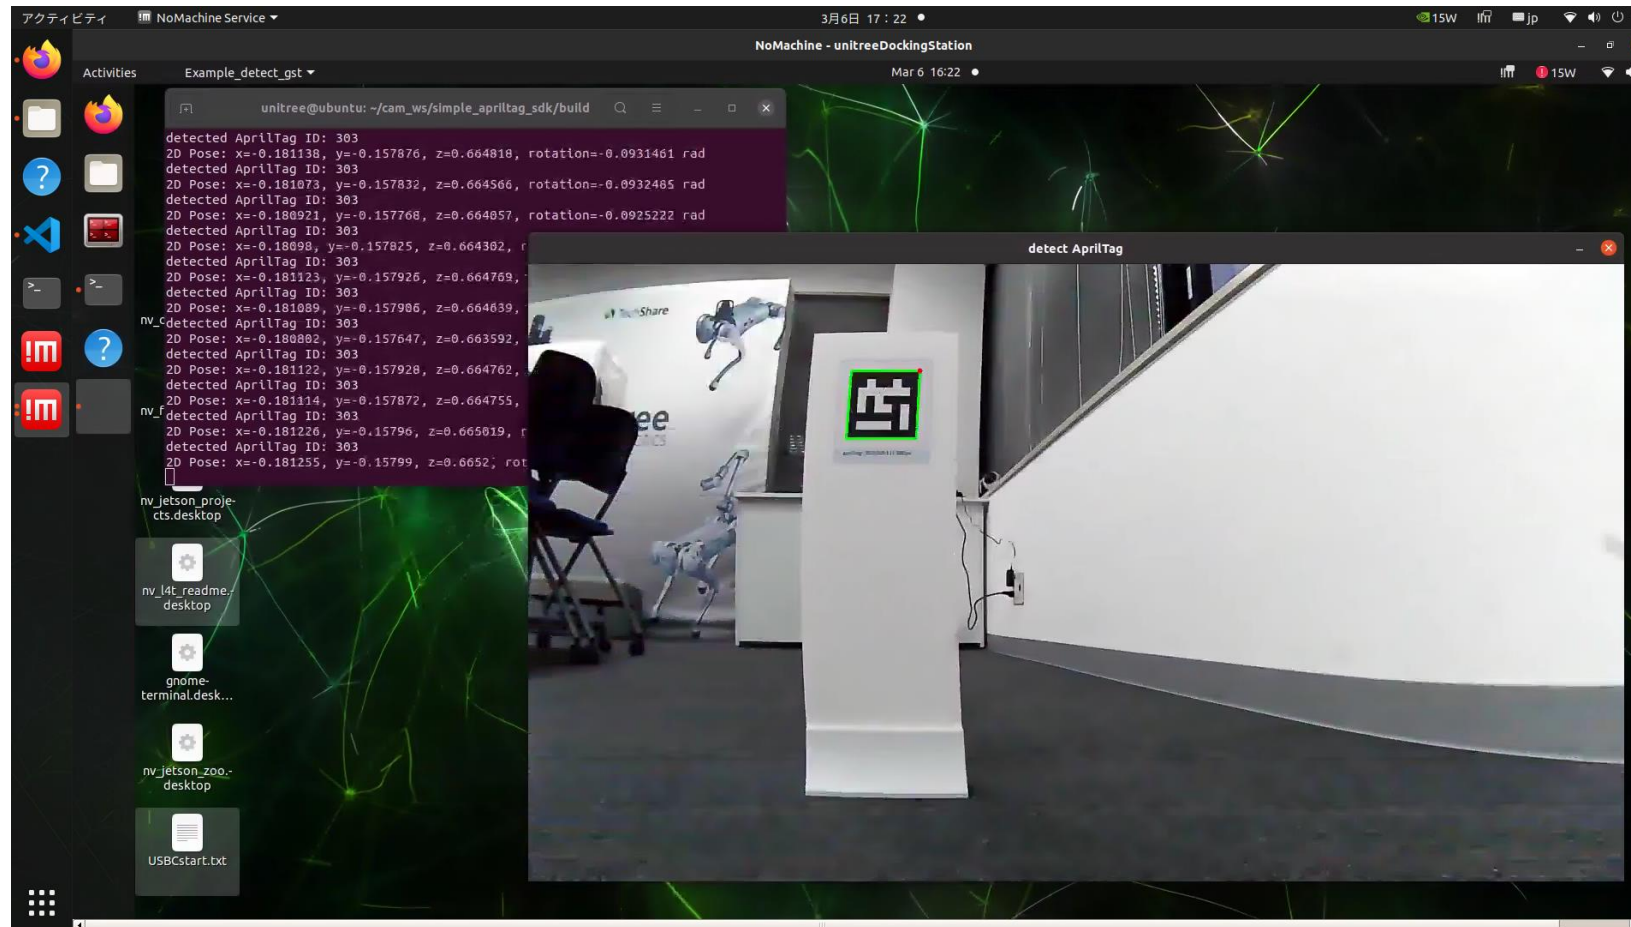 アクティビティ
NoMachine Service
3月6日 17:22
15W
jp
NoMachine - unitreeDockingStation
Activities
Example_detect_gst
Mar 6 16:22
15W
unitree@ubuntu: ~/cam_ws/simple_apriltag_sdk/build
detected AprilTag ID: 303
2D Pose: x=-0.181138, y=-0.157876, z=0.664818, rotation=-0.0931461 rad
detected AprilTag ID: 303
2D Pose: x=-0.181073, y=-0.157832, z=0.664566, rotation=-0.0932485 rad
detected AprilTag ID: 303
2D Pose: x=-0.180921, y=-0.157768, z=0.664057, rotation=-0.0925222 rad
detected AprilTag ID: 303
2D Pose: x=-0.18098, y=-0.157825, z=0.664302, r
detected AprilTag ID: 303
2D Pose: x=-0.181123, y=-0.157926, z=0.664769,
detected AprilTag ID: 303
2D Pose: x=-0.181089, y=-0.157906, z=0.664639,
detected AprilTag ID: 303
2D Pose: x=-0.180802, y=-0.157647, z=0.663592,
detected AprilTag ID: 303
2D Pose: x=-0.181122, y=-0.157928, z=0.664762,
detected AprilTag ID: 303
2D Pose: x=-0.181114, y=-0.157872, z=0.664755,
detected AprilTag ID: 303
2D Pose: x=-0.181226, y=-0.15796, z=0.665019, r
detected AprilTag ID: 303
2D Pose: x=-0.181255, y=-0.15799, z=0.6652, rot
detect AprilTag
TechShare
ee
nv_c
nv_f
nv_jetson_proje-
cts.desktop
nv_l4t_readme.-
desktop
gnome-
terminal.desk...
nv_jetson_zoo.-
desktop
USBCstart.txt